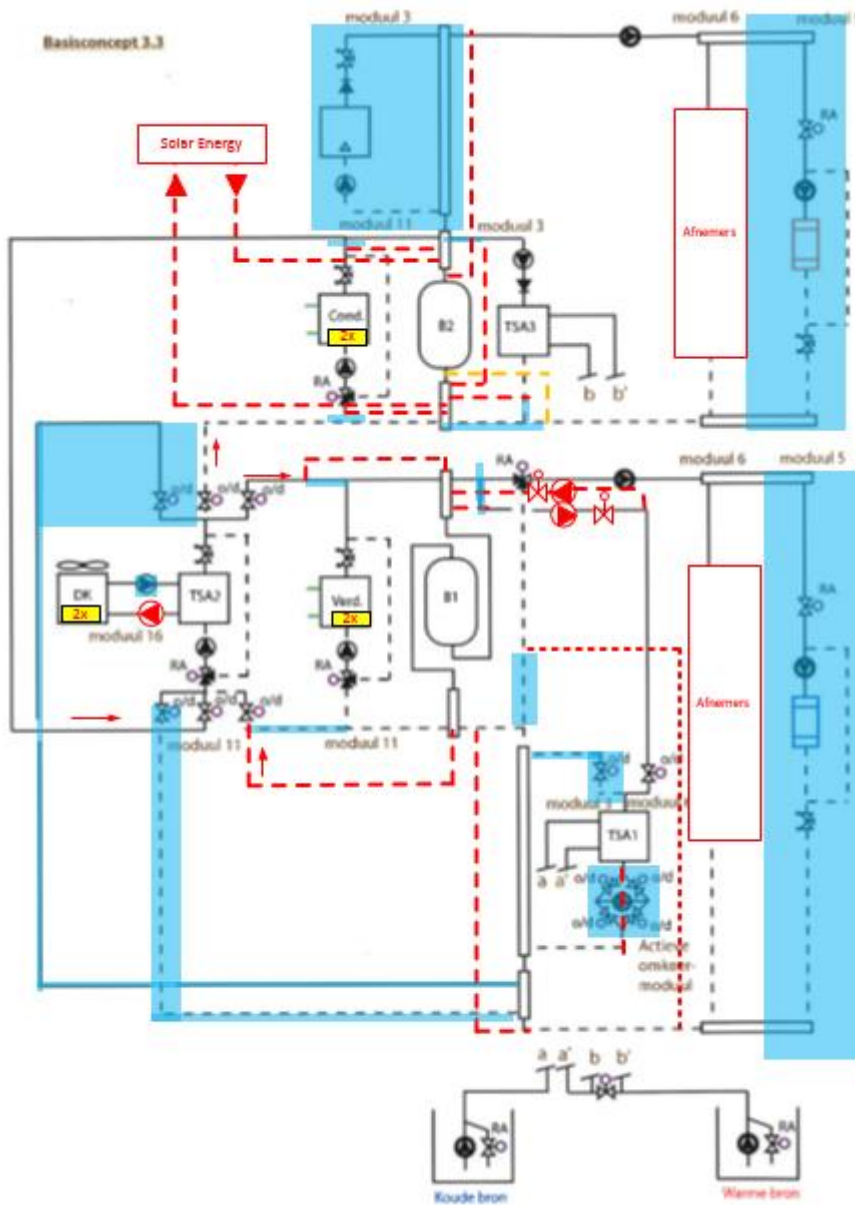 moduul 3
moduul 6
Basisconcept 3.3
Solar Energy
RA
moduul 11
moduul 3
Afnemers
Cond.
2x
B2
TSA3
RA
b
b'
RA
moduul 6
moduul 5
o/d
o/d
o/d
DK
2x
TSA2
Verd.
2x
B1
RA
moduul 16
RA
RA
o/d
o/d
o/d
moduul 11
moduul 11
Afnemers
o/d
o/d
TSA1
a
a'
o/d
o/d
o/d
o/d
Actieve
omkeer-
moduul
a
a'
b
b'
RA
RA
Koude bron
Warme bron